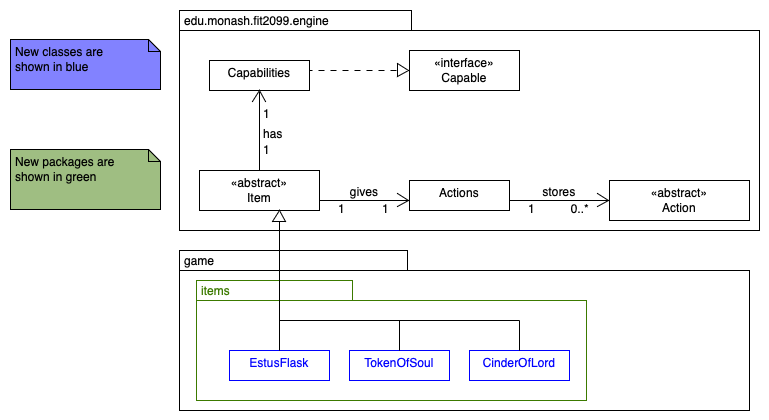 edu.monash.fit2099.engine
New classes are
shown in blue
Capabilities
«interface»
Capable
1
has
1
New packages are
shown in green
«abstract»
Item
gives
1
1
Actions
stores
1
0..*
«abstract»
Action
game
items
EstusFlask
TokenOfSoul
CinderOfLord